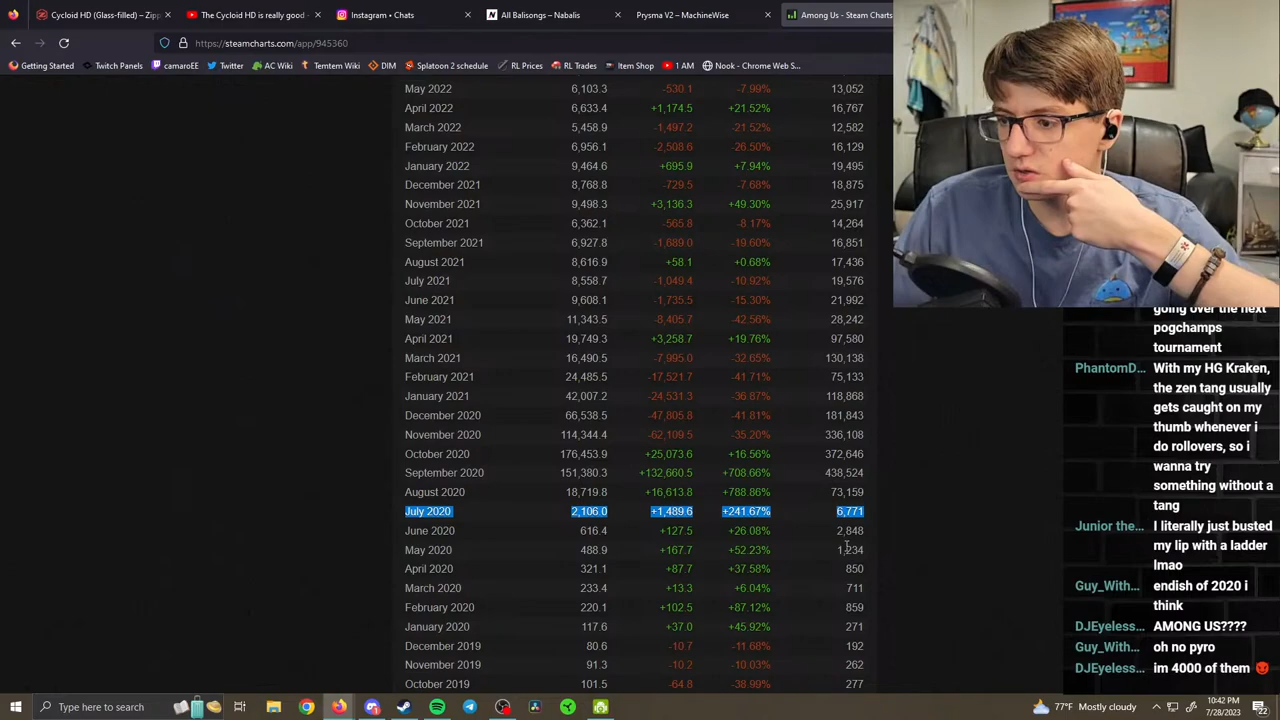 Cycloid HD (Glass-filled) – Zipp
The Cycloid HD is really good -
Instagram • Chats
All Balisongs – Nabalis
Prysma V2 – MachineWise
Among Us - Steam Charts
https://steamcharts.com/app/945360
Getting Started Twitch Panels camaroEE Twitter AC Wiki Temtem Wiki DIM Splatoon 2 schedule RL Prices RL Trades Item Shop 1 AM Nook - Chrome Web S...
May 2022 6,103.3 -530.1 -7.99% 13,052
April 2022 6,633.4 +1,174.5 +21.52% 16,767
March 2022 5,458.9 -1,497.2 -21.52% 12,582
February 2022 6,956.1 -2,508.6 -26.50% 16,129
January 2022 9,464.6 +695.9 +7.94% 19,495
December 2021 8,768.8 -729.5 -7.68% 18,875
November 2021 9,498.3 +3,136.3 +49.30% 25,917
October 2021 6,362.1 -565.8 -8.17% 14,264
September 2021 6,927.8 -1,689.0 -19.60% 16,851
August 2021 8,616.9 +58.1 +0.68% 17,436
July 2021 8,558.7 -1,049.4 -10.92% 19,576
June 2021 9,608.1 -1,735.5 -15.30% 21,992
May 2021 11,343.5 -8,405.7 -42.56% 28,242
April 2021 19,749.3 +3,258.7 +19.76% 97,580
March 2021 16,490.5 -7,995.0 -32.65% 130,138
February 2021 24,485.5 -17,521.7 -41.71% 75,133
January 2021 42,007.2 -24,531.3 -36.87% 118,868
December 2020 66,538.5 -47,805.8 -41.81% 181,843
November 2020 114,344.4 -62,109.5 -35.20% 336,108
October 2020 176,453.9 +25,073.6 +16.56% 372,646
September 2020 151,380.3 +132,660.5 +708.66% 438,524
August 2020 18,719.8 +16,613.8 +788.86% 73,159
July 2020 2,106.0 +1,489.6 +241.67% 6,771
June 2020 616.4 +127.5 +26.08% 2,848
May 2020 488.9 +167.7 +52.23% 1,234
April 2020 321.1 +87.7 +37.58% 850
March 2020 233.4 +13.3 +6.04% 711
February 2020 220.1 +102.5 +87.12% 859
January 2020 117.6 +37.0 +45.92% 271
December 2019 80.6 -10.7 -11.68% 192
November 2019 91.3 -10.2 -10.03% 262
October 2019 101.5 -64.8 -38.99% 277
going over the next
pogchamps
tournament
PhantomD... With my HG Kraken,
the zen tang usually
gets caught on my
thumb whenever i
do rollovers, so i
wanna try
something without a
tang
Junior the... I literally just busted
my lip with a ladder
lmao
Guy_With... endish of 2020 i
think
DJEyeless... AMONG US????
Guy_With... oh no pyro
DJEyeless... im 4000 of them 😡
Type here to search
77°F Mostly cloudy
10:42 PM
7/28/2023
22